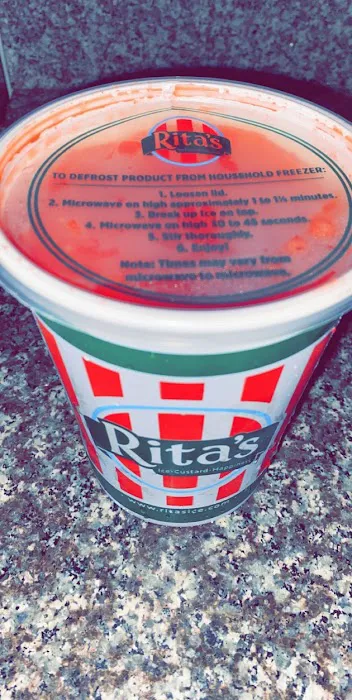 Rita's
TO DEFROST PRODUCT FROM HOUSEHOLD FREEZER:
1. Loosen lid.
2. Microwave on high approximately 1 to 1½ minutes.
3. Break up ice on top.
4. Microwave on high 30 to 45 seconds
5. Stir thoroughly.
6. Enjoy!
Note: Times may vary from
microwave to microwave.
Rita's
Ice·Custard·Happiness
www.ritasice.com